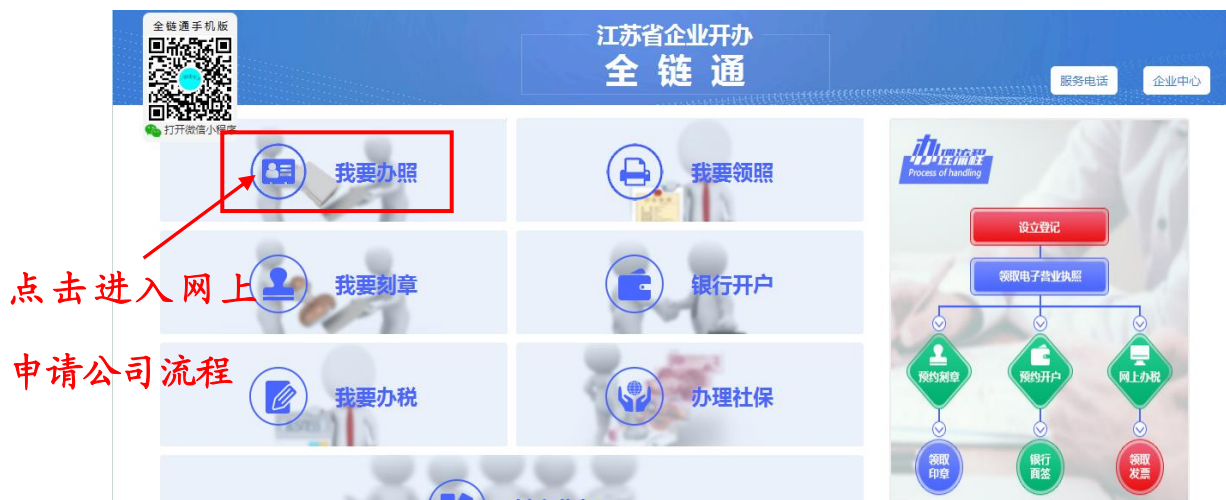 全链通手机版
打开微信小程序
江苏省企业开办
全链通
服务电话
企业中心
我要办照
我要领照
我要刻章
银行开户
我要办税
办理社保
点击进入网上
申请公司流程
办理流程
Process of handling
设立登记
领取电子营业执照
预约刻章
预约开户
网上办税
领取
印章
银行
面签
领取
发票